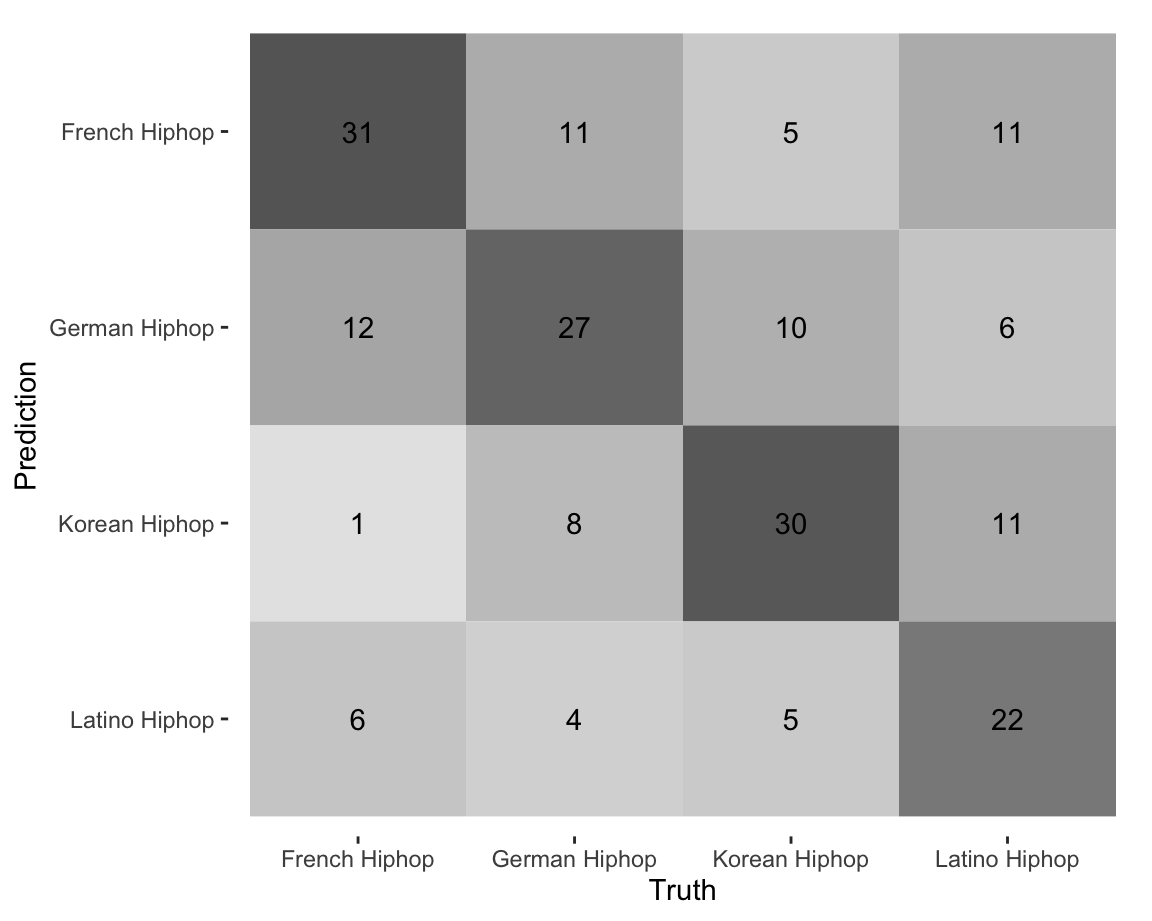 French Hiphop
31 11 5 11
German Hiphop
12 27 10 6
Prediction
Korean Hiphop
1 8 30 11
Latino Hiphop
6 4 5 22
French Hiphop German Hiphop Korean Hiphop Latino Hiphop
Truth